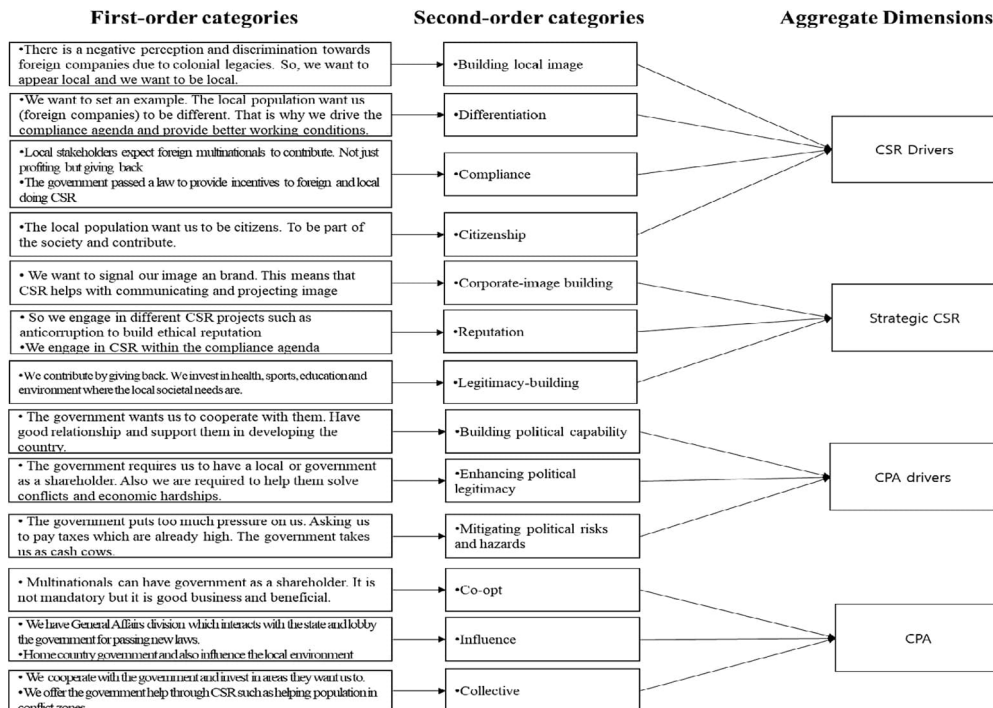 First-order categories
Second-order categories
Aggregate Dimensions
•There is a negative perception and discrimination towards
foreign companies due to colonial legacies. So, we want to
appear local and we want to be local.
•Building local image
•We want to set an example. The local population want us
(foreign companies) to be different. That is why we drive the
compliance agenda and provide better working conditions.
•Differentiation
•Local stakeholders expect foreign multinationals to contribute. Not just
profiting but giving back
•The government passed a law to provide incentives to foreign and local
doing CSR
•Compliance
•The local population want us to be citizens. To be part of
the society and contribute.
•Citizenship
CSR Drivers
• We want to signal our image an brand. This means that
CSR helps with communicating and projecting image
•Corporate-image building
• So we engage in different CSR projects such as
anticorruption to build ethical reputation
•We engage in CSR within the compliance agenda
•Reputation
•We contribute by giving back. We invest in health, sports, education and
environment where the local societal needs are.
•Legitimacy-building
Strategic CSR
• The government wants us to cooperate with them. Have
good relationship and support them in developing the
country.
•Building political capability
• The government requires us to have a local or government
as a shareholder. Also we are required to help them solve
conflicts and economic hardships.
•Enhancing political
legitimacy
• The government puts too much pressure on us. Asking us
to pay taxes which are already high. The government takes
us as cash cows.
•Mitigating political risks
and hazards
CPA drivers
• Multinationals can have government as a shareholder. It is
not mandatory but it is good business and beneficial.
•Co-opt
• We have General Affairs division which interacts with the state and lobby
the government for passing new laws.
• Home country government and also influence the local environment
•Influence
• We cooperate with the government and invest in areas they want us to.
•We offer the government help through CSR such as helping population in
conflict zones
•Collective
CPA